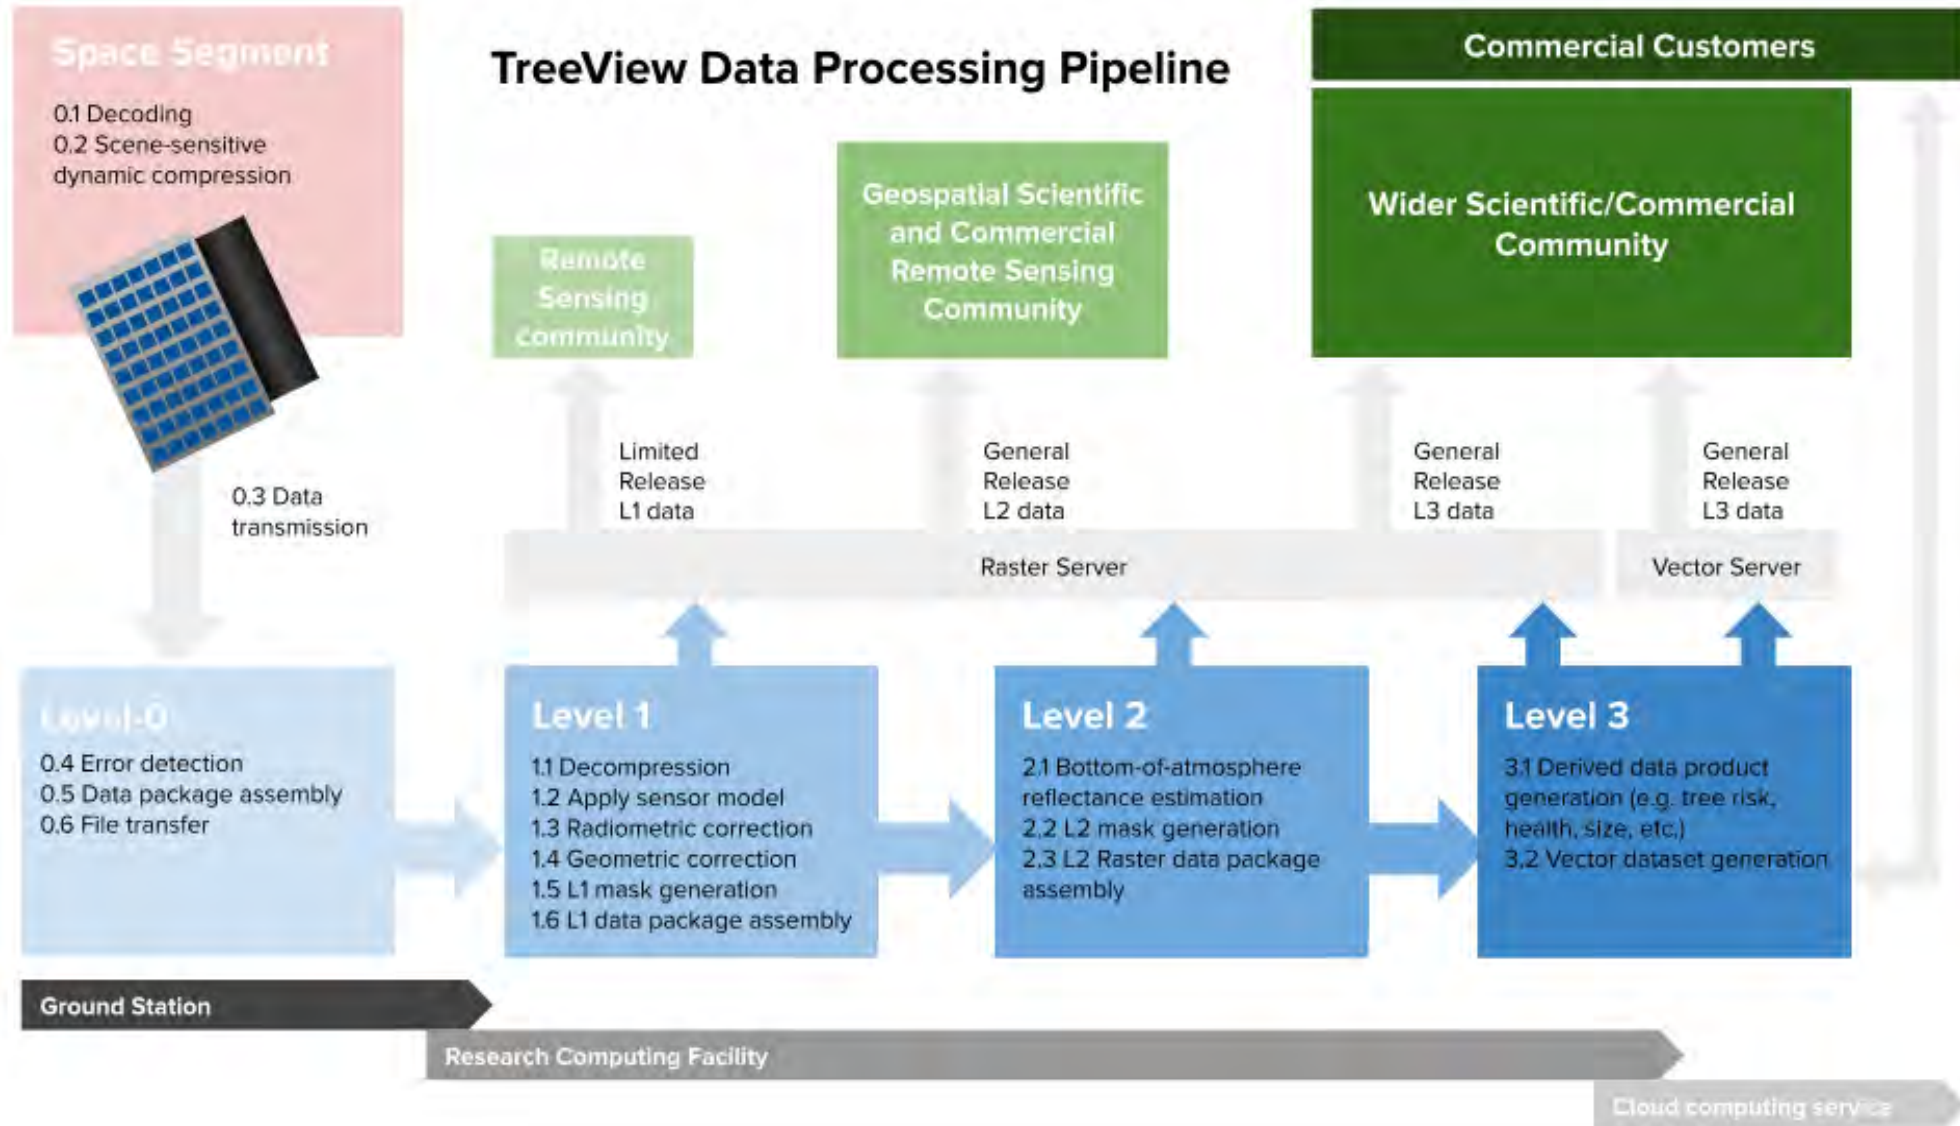 Space Segment
0.1 Decoding
0.2 Scene-sensitive
dynamic compression
TreeView Data Processing Pipeline
Commercial Customers
Remote
Sensing
community
Geospatial Scientific
and Commercial
Remote Sensing
Community
Wider Scientific/Commercial
Community
0.3 Data
transmission
Limited
Release
L1 data
General
Release
L2 data
General
Release
L3 data
General
Release
L3 data
Raster Server
Vector Server
Level-0
0.4 Error detection
0.5 Data package assembly
0.6 File transfer
Level 1
1.1 Decompression
1.2 Apply sensor model
1.3 Radiometric correction
1.4 Geometric correction
1.5 L1 mask generation
1.6 L1 data package assembly
Level 2
2.1 Bottom-of-atmosphere
reflectance estimation
2.2 L2 mask generation
2.3 L2 Raster data package
assembly
Level 3
3.1 Derived data product
generation (e.g. tree risk,
health, size, etc.)
3.2 Vector dataset generation
Ground Station
Research Computing Facility
Cloud computing service